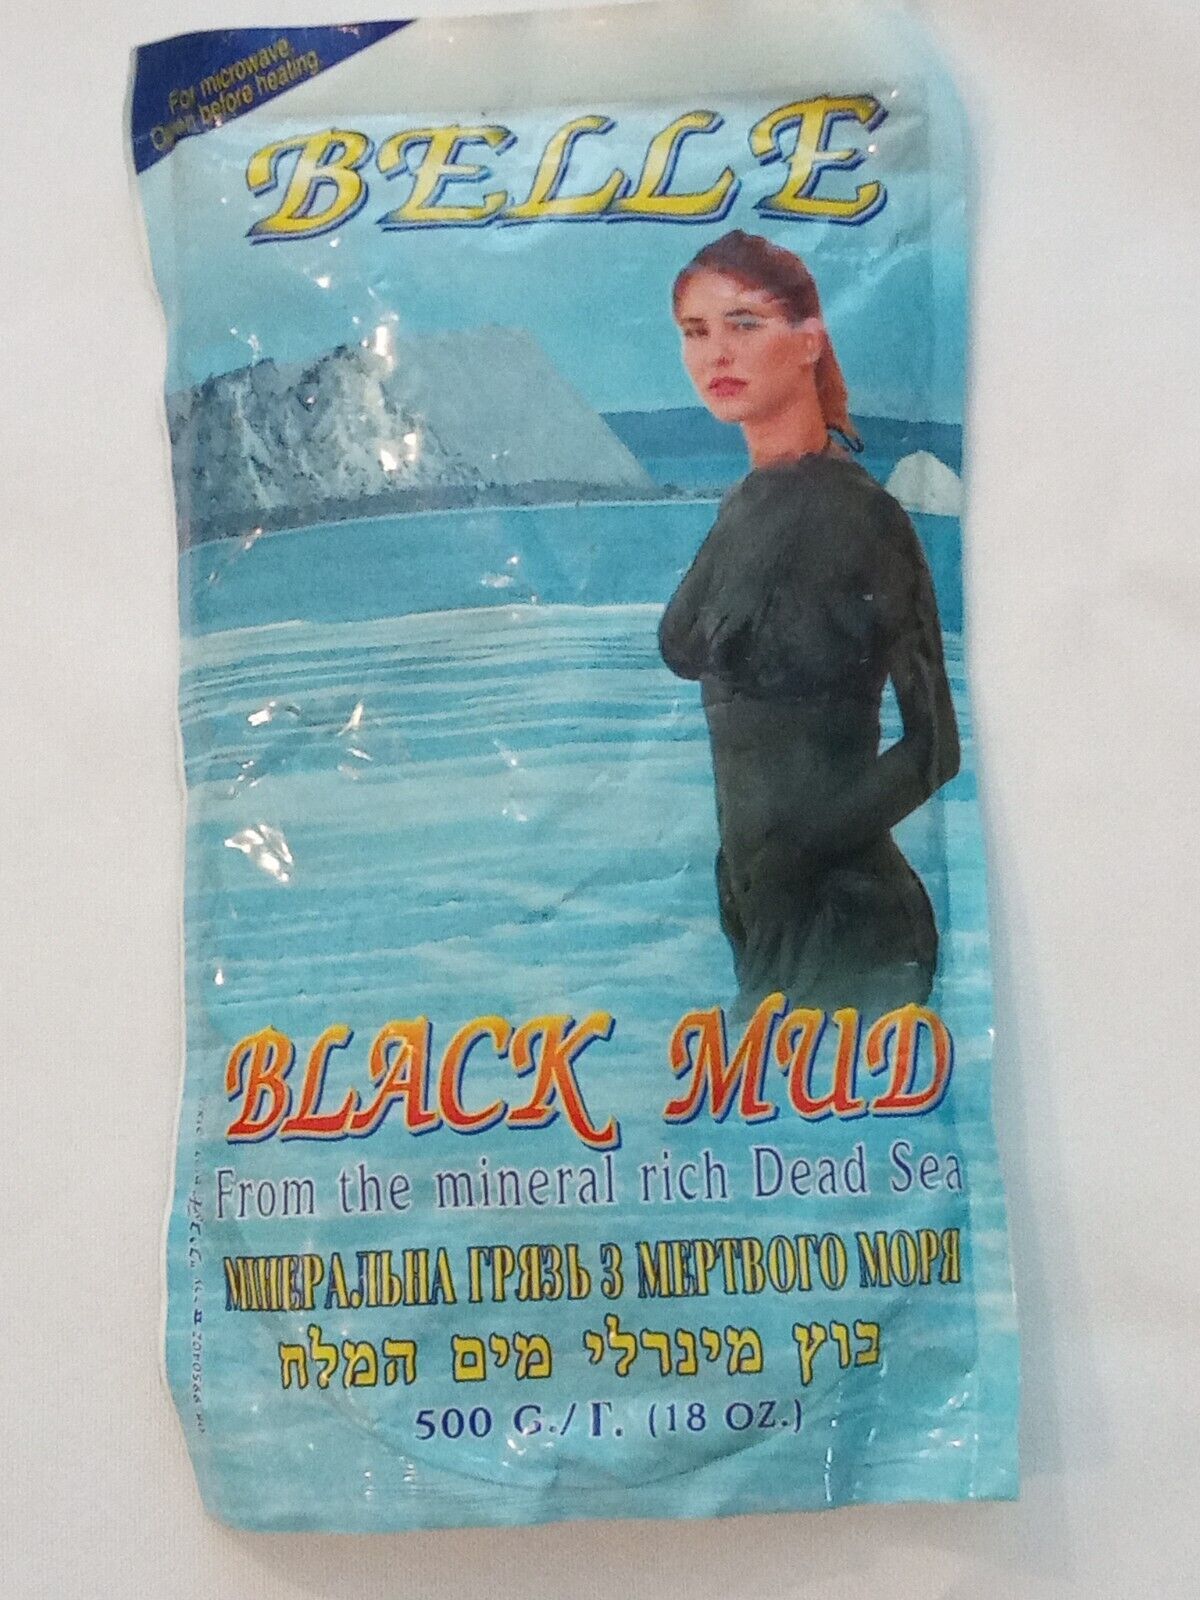 For microwave,
Open before heating.
BELLE
BLACK MUD
From the mineral rich Dead Sea
МІНЕРАЛЬНА ГРЯЗЬ З МЕРТВОГО МОРЯ
בוץ מינרלי מים המלח
500 G./Г. (18 OZ.)